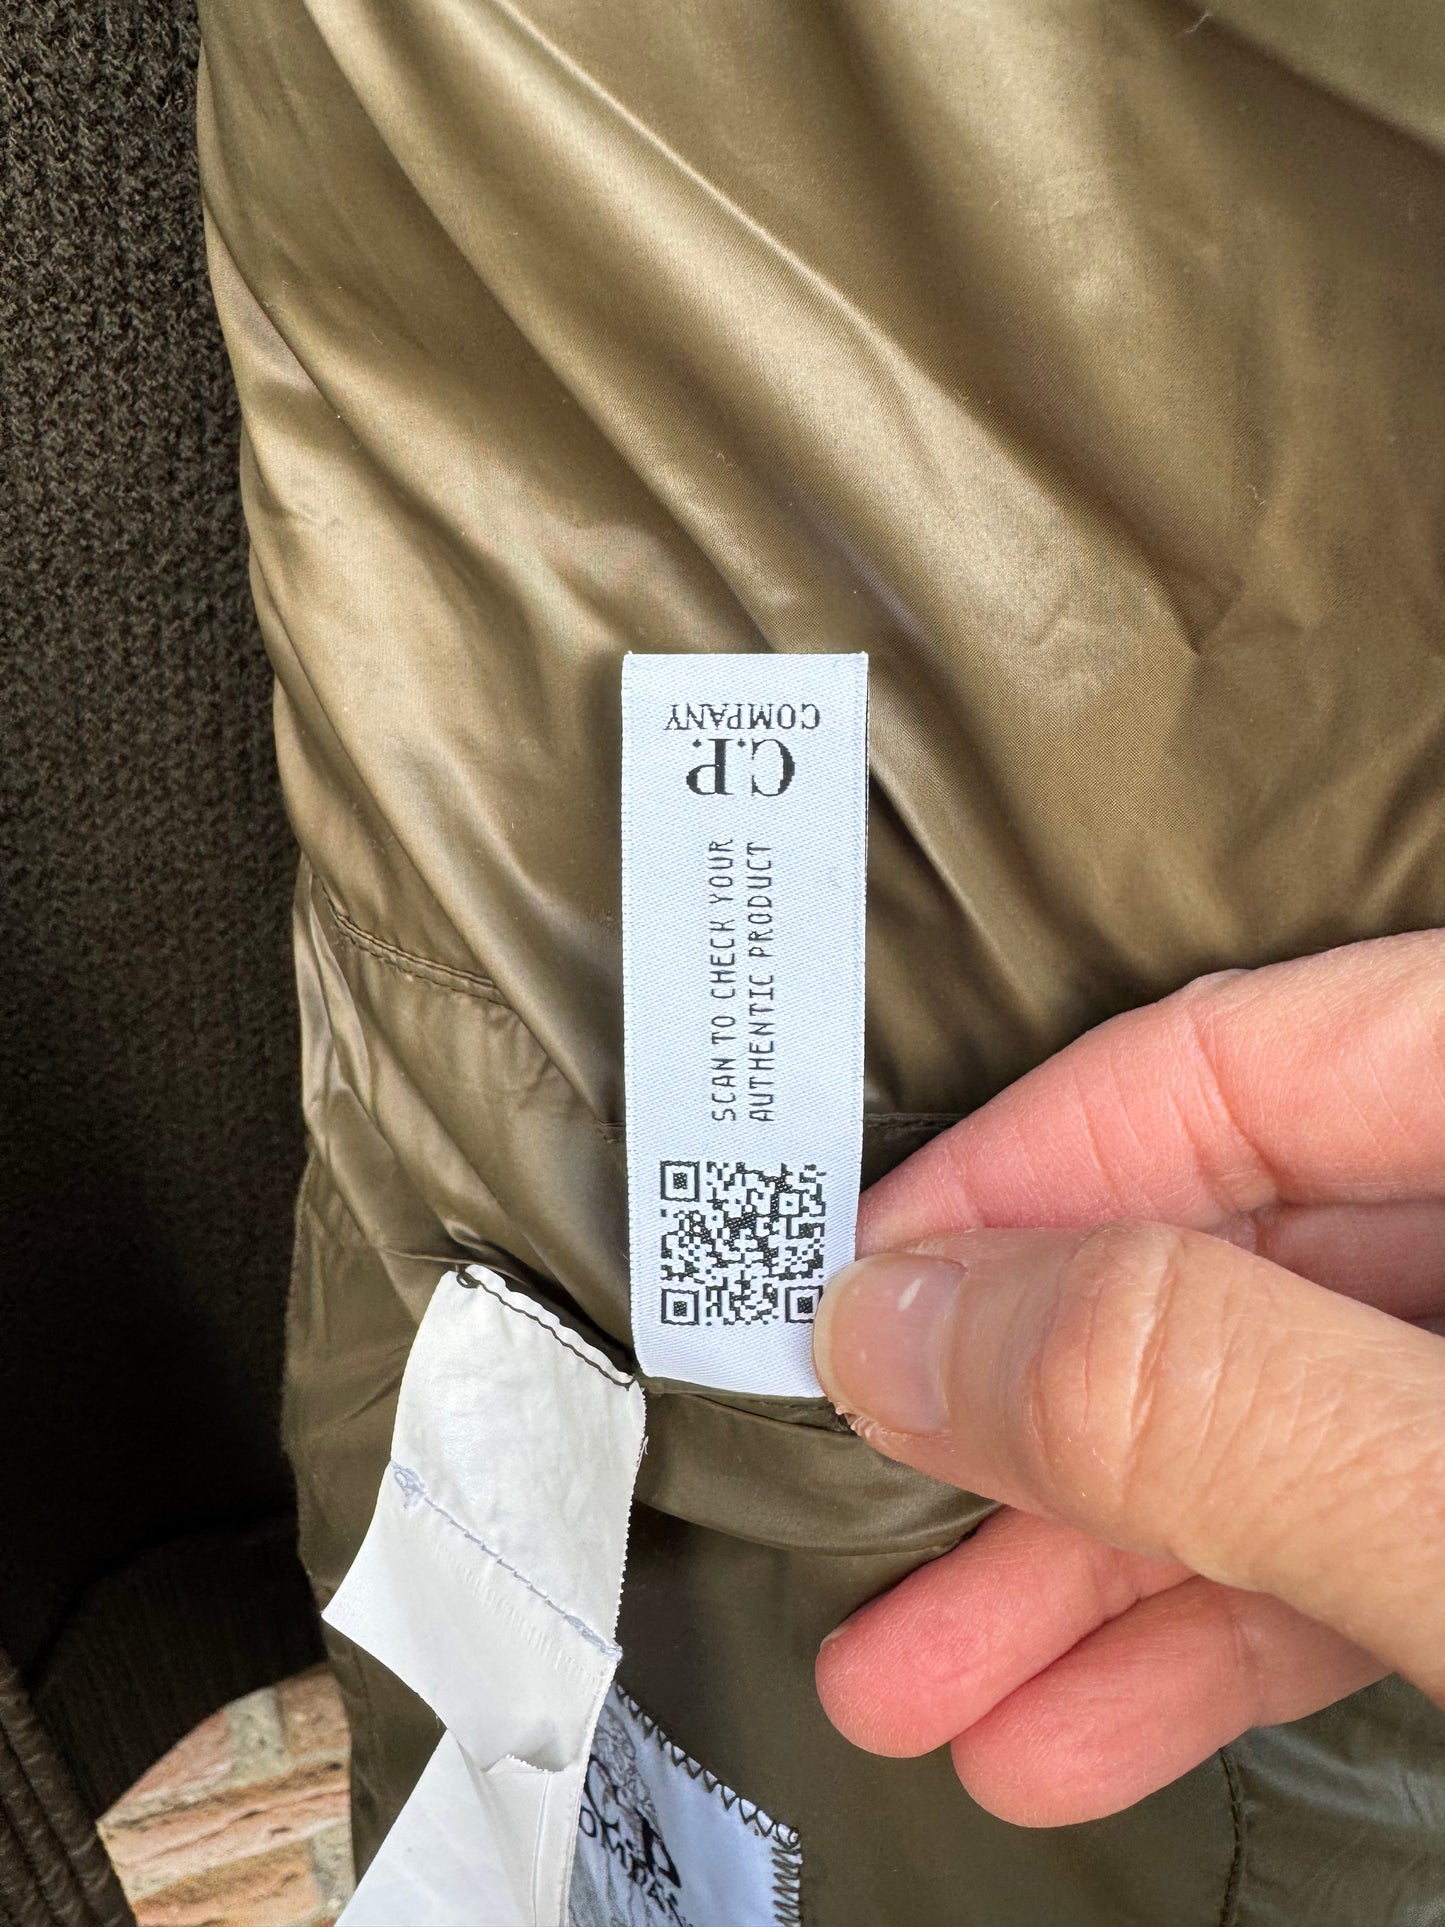 C.P.
COMPANY
SCAN TO CHECK YOUR
AUTHENTIC PRODUCT